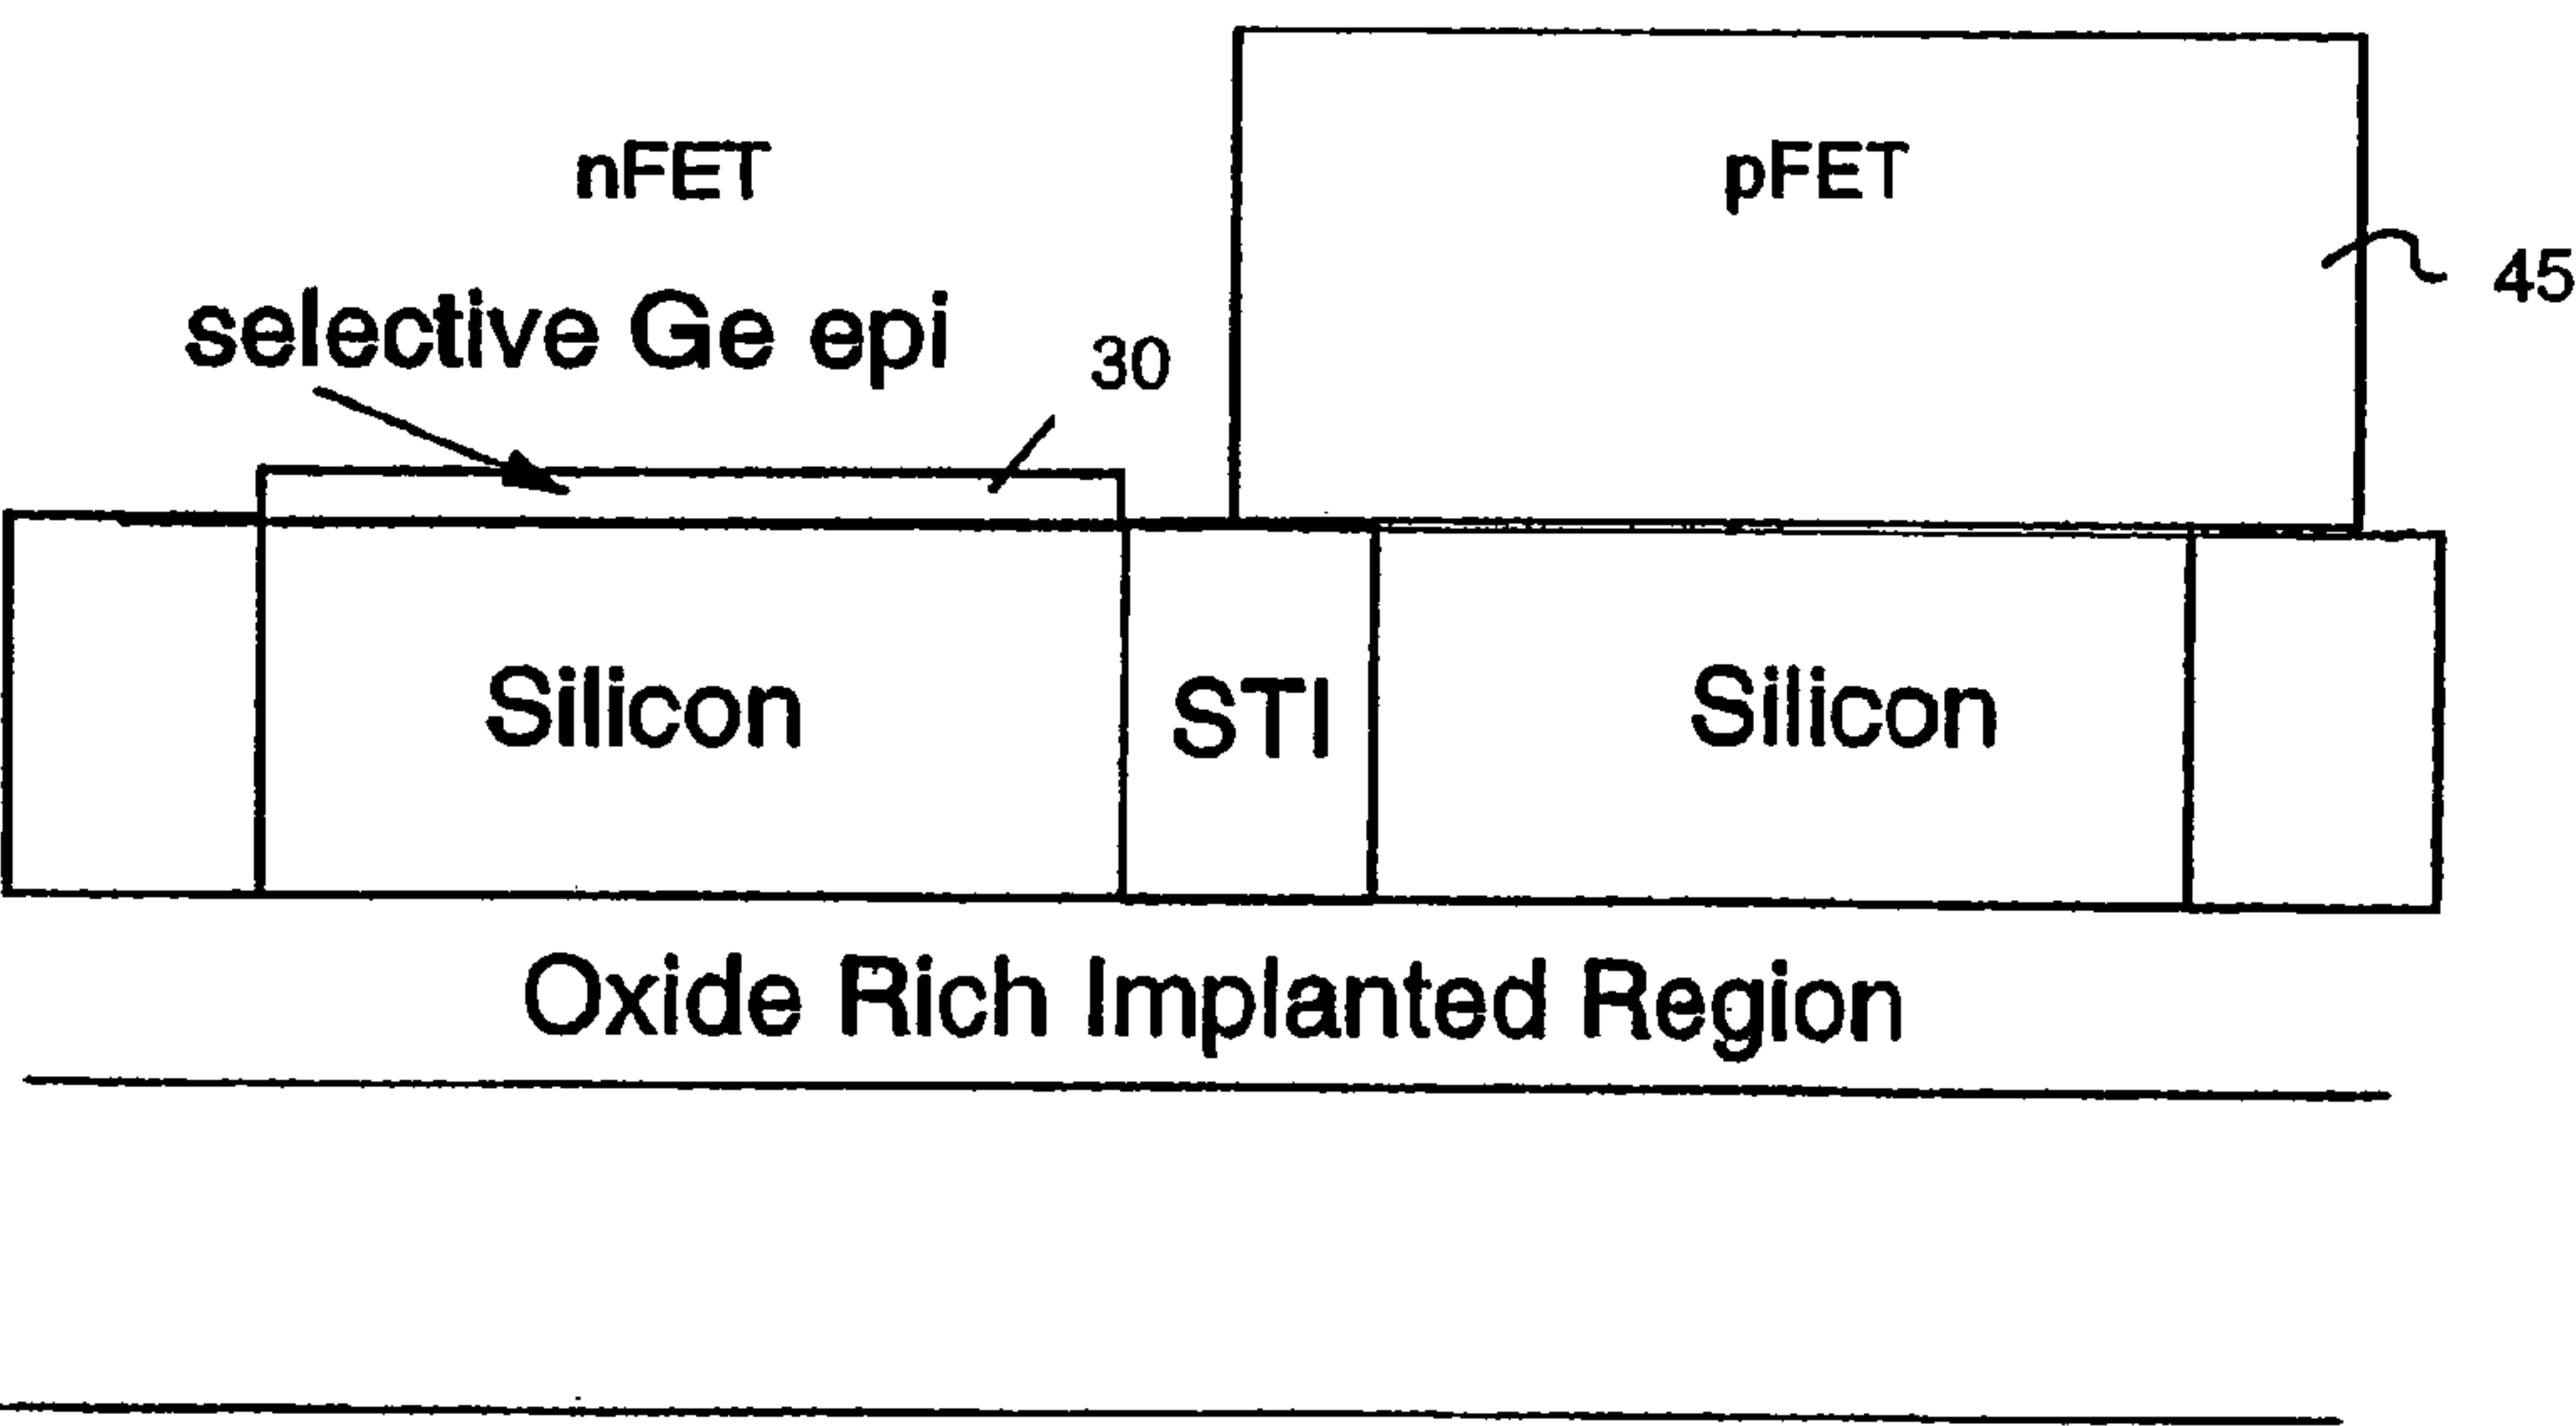 nFET
pFET
45
selective Ge epi
30
Silicon
STI
Silicon
Oxide Rich Implanted Region